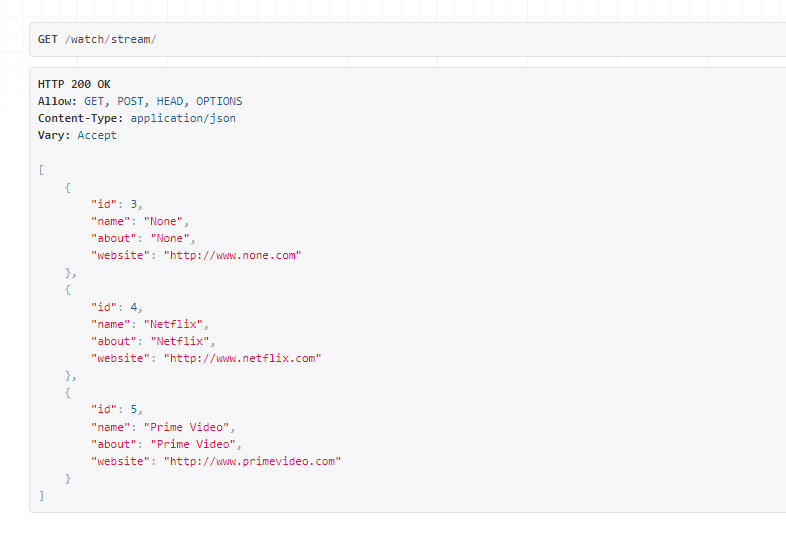 GET /watch/stream/
HTTP 200 OK
Allow: GET, POST, HEAD, OPTIONS
Content-Type: application/json
Vary: Accept
[
    {
        "id": 3,
        "name": "None",
        "about": "None",
        "website": "http://www.none.com"
    },
    {
        "id": 4,
        "name": "Netflix",
        "about": "Netflix",
        "website": "http://www.netflix.com"
    },
    {
        "id": 5,
        "name": "Prime Video",
        "about": "Prime Video",
        "website": "http://www.primevideo.com"
    }
]